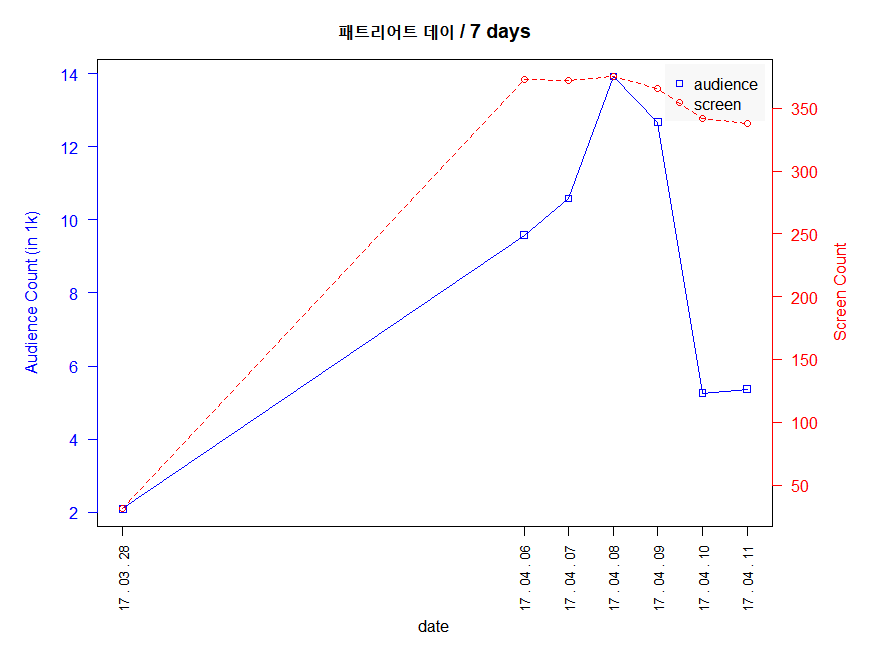 패트리어트 데이 / 7 days
audience
screen
14
12
10
8
6
4
2
Audience Count (in 1k)
350
300
250
200
150
100
50
Screen Count
17 . 03 . 28
17 . 04 . 06
17 . 04 . 07
17 . 04 . 08
17 . 04 . 09
17 . 04 . 10
17 . 04 . 11
date